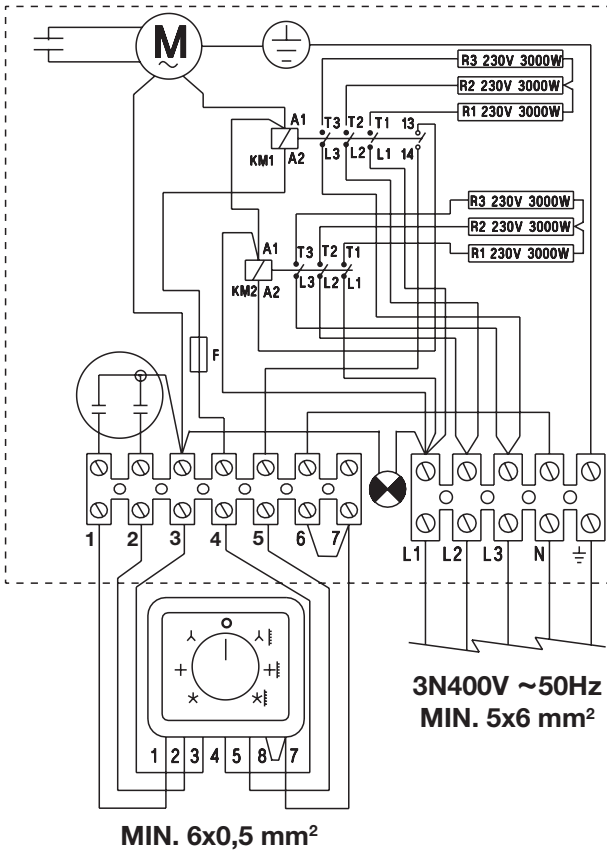 M
~
R3 230V 3000W
R2 230V 3000W
R1 230V 3000W
A1
T3 T2 T1 13
KM1 A2
L3 L2 L1 14
R3 230V 3000W
R2 230V 3000W
R1 230V 3000W
A1
T3 T2 T1
KM2 A2
L3 L2 L1
F
1 2 3 4 5 6 7
L1 L2 L3 N
1 2 3 4 5 8 7
3N400V ~50Hz
MIN. 5x6 mm²
MIN. 6x0,5 mm²